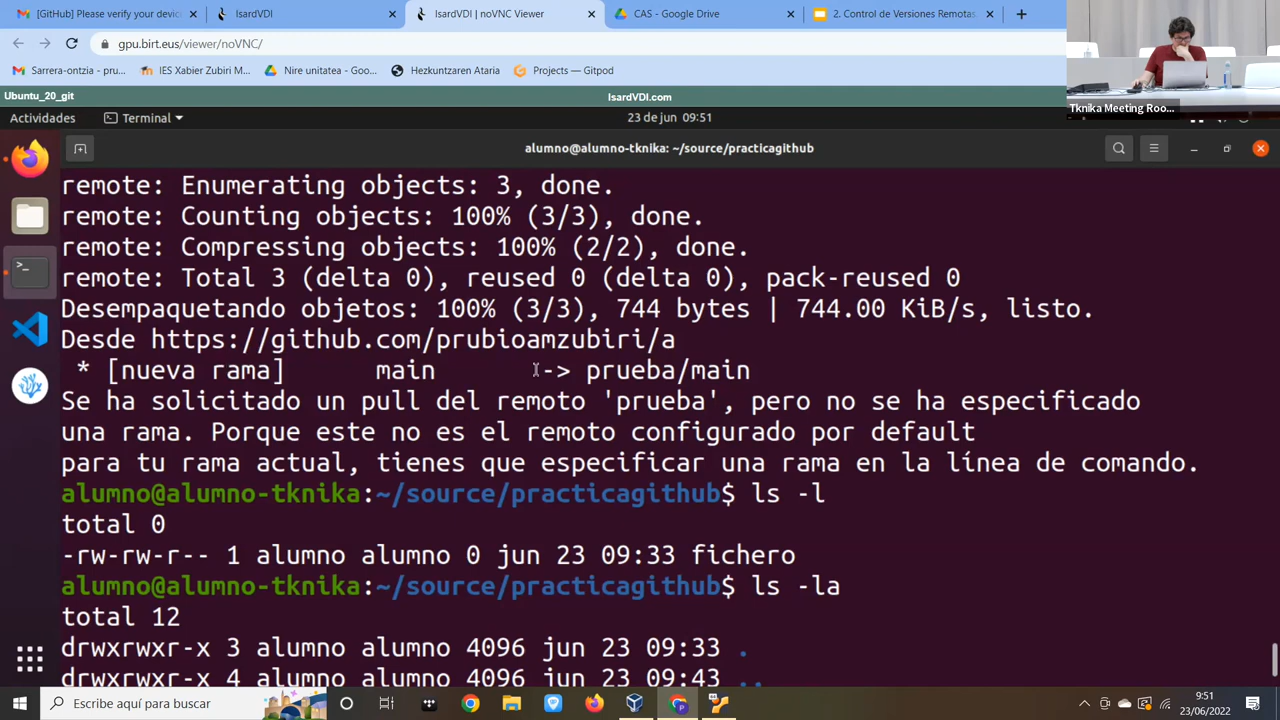 [GitHub] Please verify your device
IsardVDI
IsardVDI | noVNC Viewer
CAS - Google Drive
2. Control de Versiones Remotas.
gpu.birt.eus/viewer/noVNC/
Sarrera-ontzia - pru...
IES Xabier Zubiri M...
Nire unitatea - Goo...
Hezkuntzaren Ataria
Projects — Gitpod
Ubuntu_20_git
IsardVDI.com
Tknika Meeting Roo...
Actividades
Terminal
23 de jun 09:51
alumno@alumno-tknika: ~/source/practicagithub
remote: Enumerating objects: 3, done.
remote: Counting objects: 100% (3/3), done.
remote: Compressing objects: 100% (2/2), done.
remote: Total 3 (delta 0), reused 0 (delta 0), pack-reused 0
Desempaquetando objetos: 100% (3/3), 744 bytes | 744.00 KiB/s, listo.
Desde https://github.com/prubioamzubiri/a
* [nueva rama] main -> prueba/main
Se ha solicitado un pull del remoto 'prueba', pero no se ha especificado
una rama. Porque este no es el remoto configurado por default
para tu rama actual, tienes que especificar una rama en la línea de comando.
alumno@alumno-tknika:~/source/practicagithub$ ls -l
total 0
-rw-rw-r-- 1 alumno alumno 0 jun 23 09:33 fichero
alumno@alumno-tknika:~/source/practicagithub$ ls -la
total 12
drwxrwxr-x 3 alumno alumno 4096 jun 23 09:33 .
drwxrwxr-x 4 alumno alumno 4096 jun 23 09:43 ..
Escribe aquí para buscar
9:51
23/06/2022